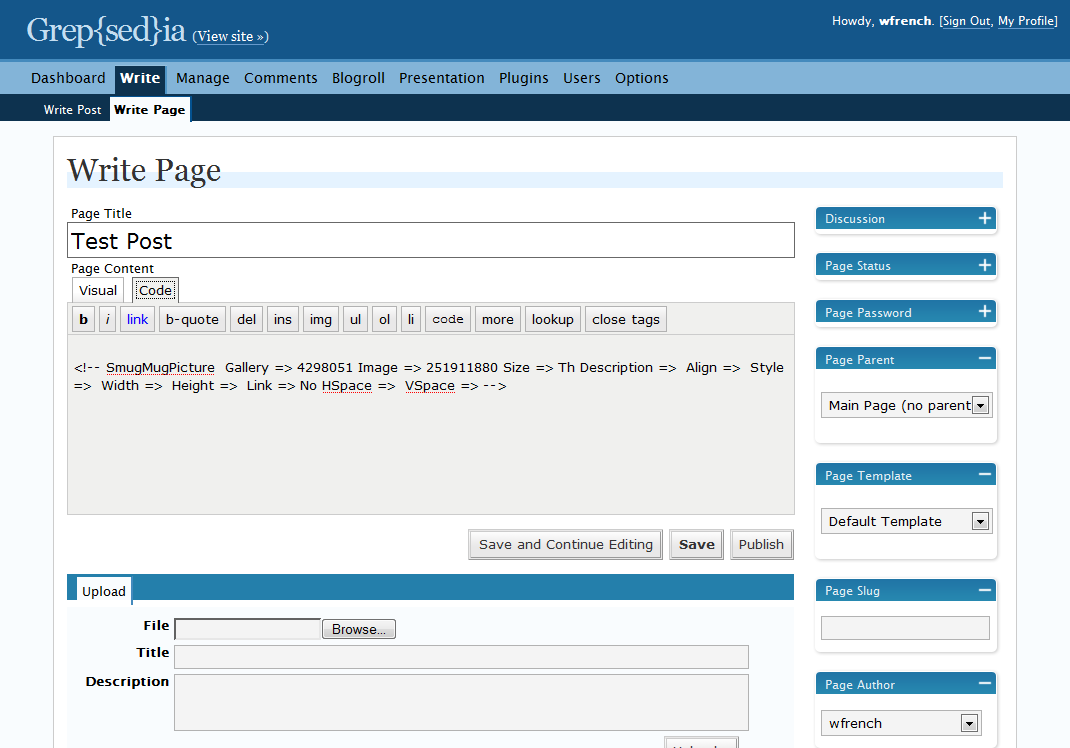 Grep{sed}ia (View site »)
Howdy, wfrench. [Sign Out, My Profile]
Dashboard Write Manage Comments Blogroll Presentation Plugins Users Options
Write Post Write Page
Write Page
Page Title
Test Post
Page Content
Visual Code
b i link b-quote del ins img ul ol li code more lookup close tags
<!-- SmugMugPicture Gallery => 4298051 Image => 251911880 Size => Th Description => Align => Style
=> Width => Height => Link => No HSpace => VSpace => -->
Save and Continue Editing Save Publish
Upload
File Browse...
Title
Description
Discussion
Page Status
Page Password
Page Parent
Main Page (no parent
Page Template
Default Template
Page Slug
Page Author
wfrench